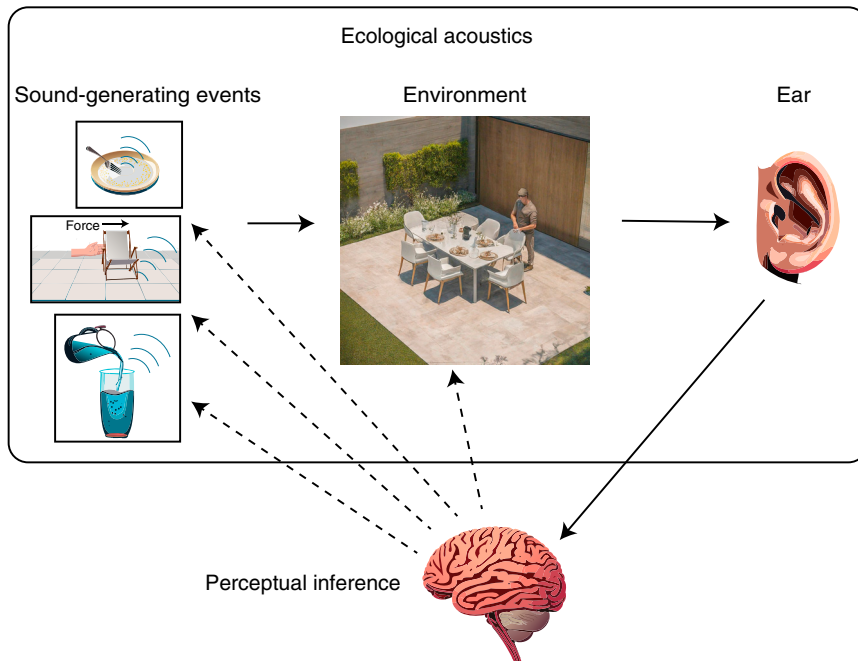 Ecological acoustics
Sound-generating events
Environment
Ear
Force
Perceptual inference